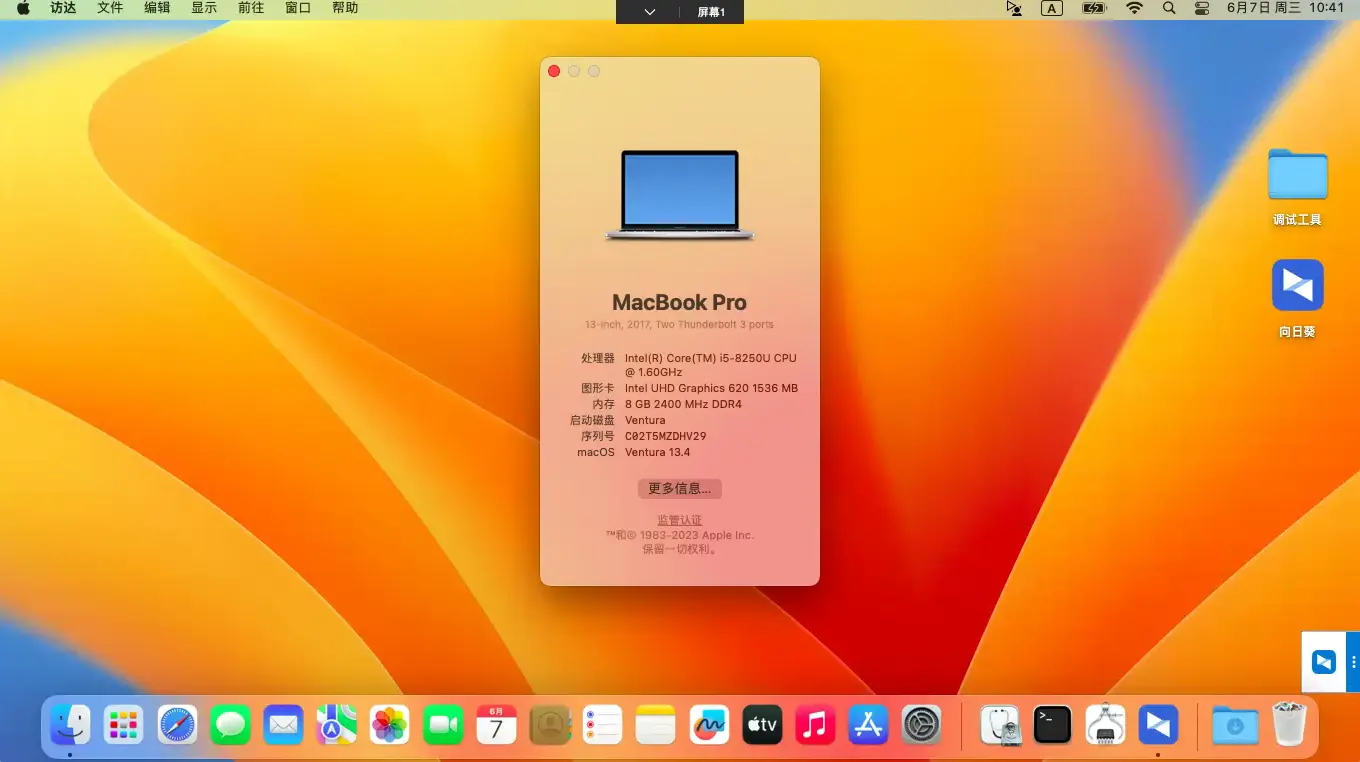 访达 文件 编辑 显示 前往 窗口 帮助
屏幕1
A
6月7日 周三 10:41
MacBook Pro
13-inch, 2017, Two Thunderbolt 3 ports
处理器 Intel(R) Core(TM) i5-8250U CPU
@ 1.60GHz
图形卡 Intel UHD Graphics 620 1536 MB
内存 8 GB 2400 MHz DDR4
启动磁盘 Ventura
序列号 C02T5MZDHV29
macOS Ventura 13.4
更多信息...
监管认证
™和© 1983-2023 Apple Inc.
保留一切权利。
调试工具
向日葵
6月
7
tv